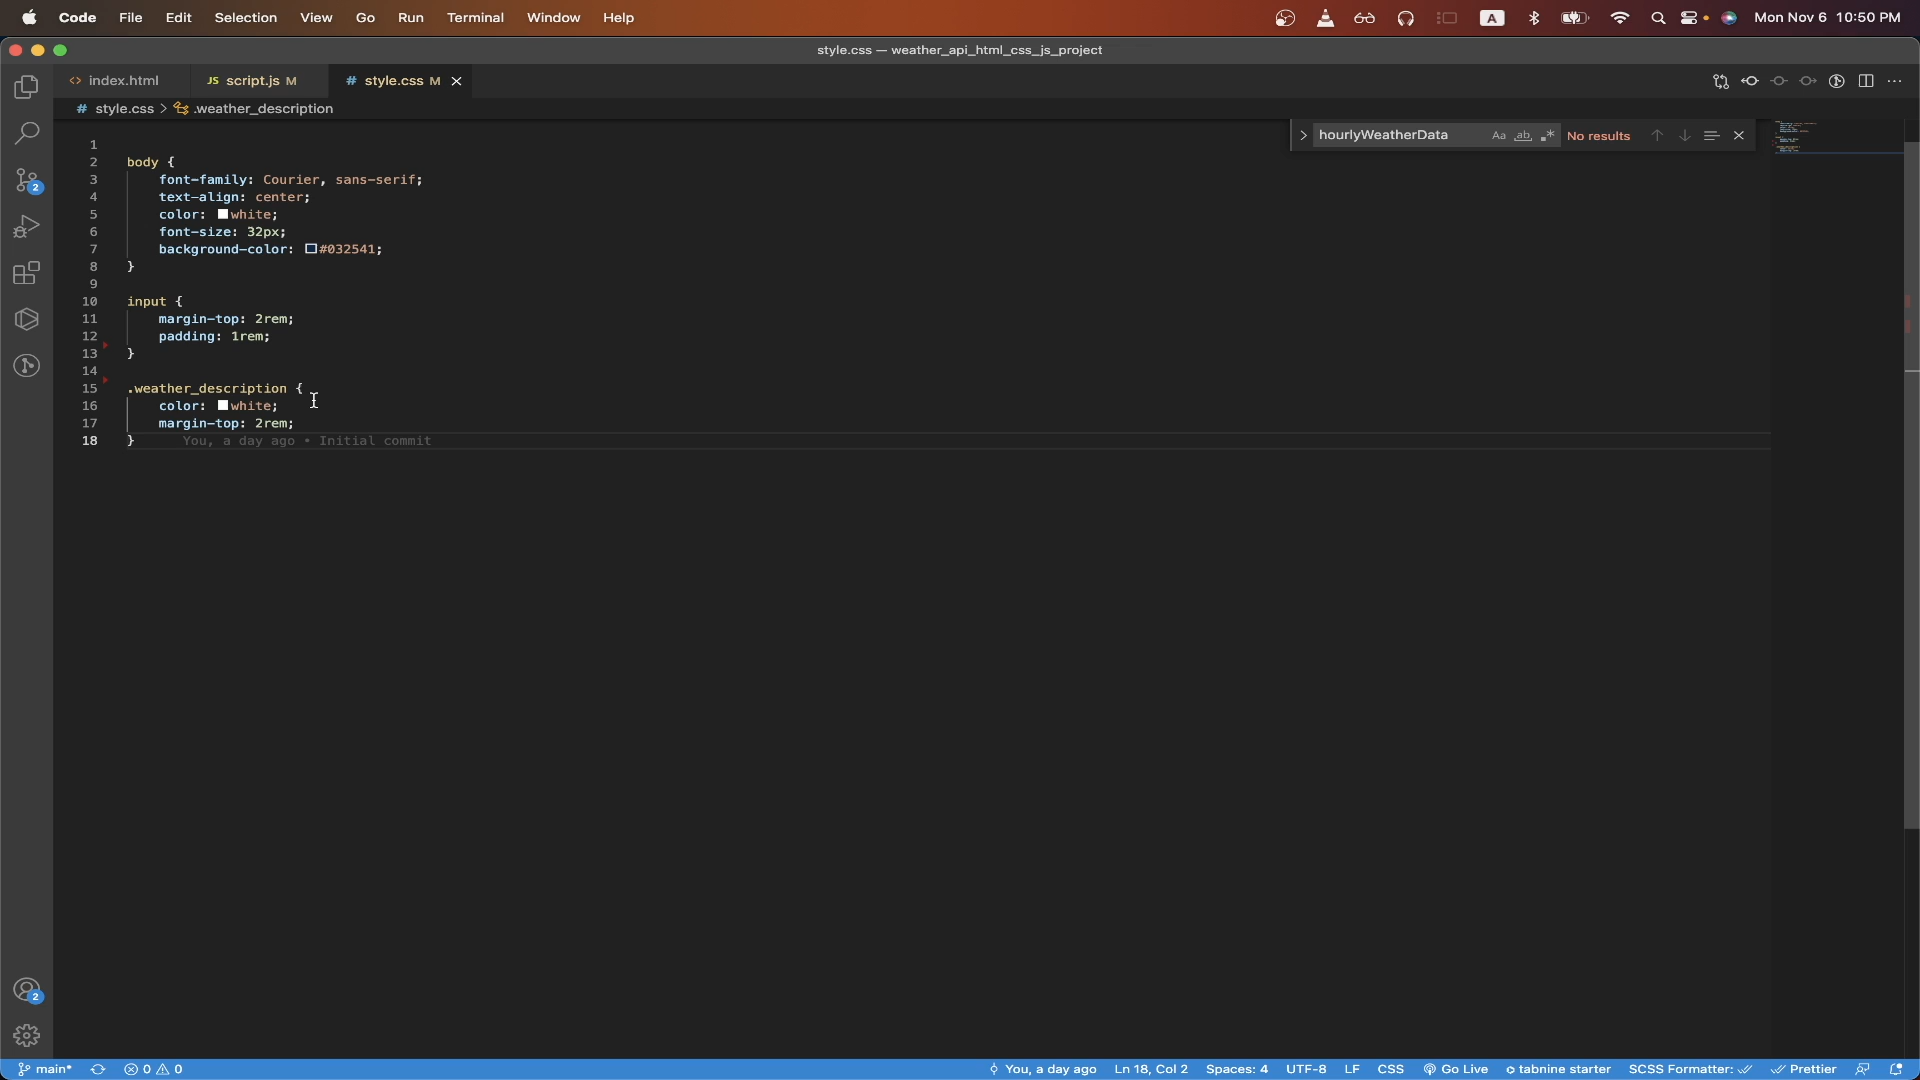 Code File Edit Selection View Go Run Terminal Window Help A Mon Nov 6 10:50 PM
style.css — weather_api_html_css_js_project
<> index.html JS script.js M # style.css M
# style.css > .weather_description
hourlyWeatherData Aa ab .* No results
1
2 body {
3 font-family: Courier, sans-serif;
4 text-align: center;
5 color: white;
6 font-size: 32px;
7 background-color: #032541;
8 }
9
10 input {
11 margin-top: 2rem;
12 padding: 1rem;
13 }
14
15 .weather_description {
16 color: white;
17 margin-top: 2rem;
18 } You, a day ago • Initial commit
2
2
main* 0 0 You, a day ago Ln 18, Col 2 Spaces: 4 UTF-8 LF CSS Go Live tabnine starter SCSS Formatter: Prettier